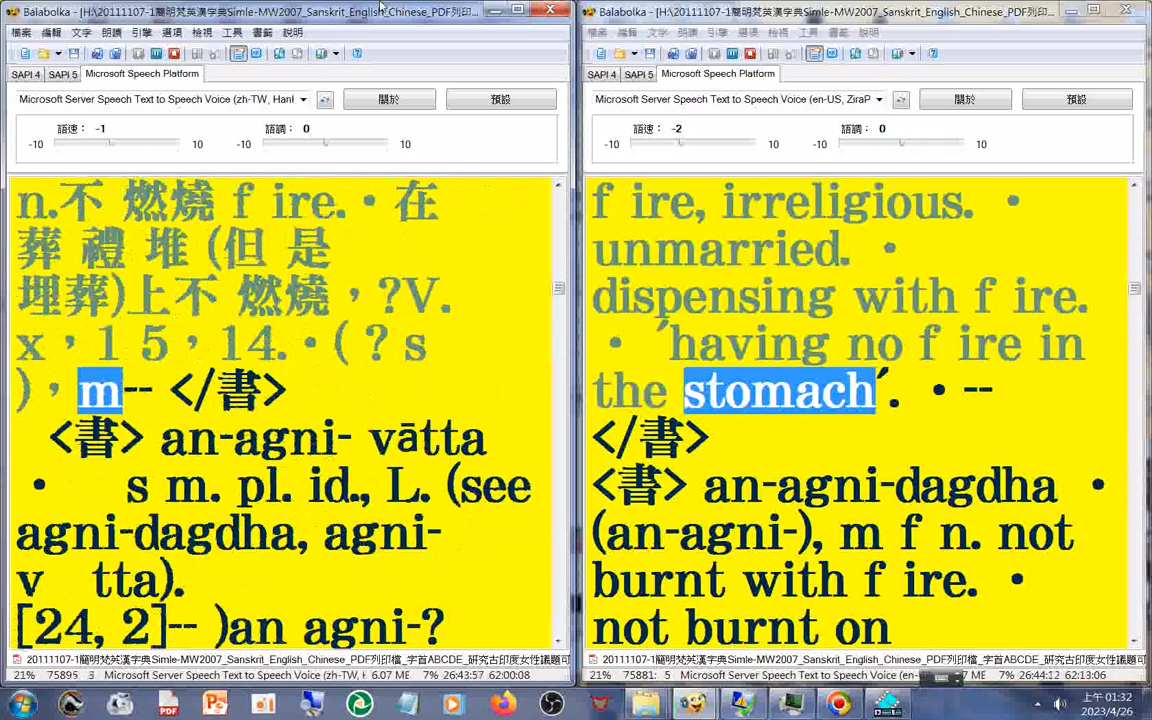 Balabolka - [H:\20111107-1簡明梵英漢字典Simle-MW2007_Sanskrit_English_Chinese_PDF列印...
檔案 編輯 文字 朗讀 引擎 選項 檢視 工具 書籤 說明
SAPI 4 SAPI 5 Microsoft Speech Platform
Microsoft Server Speech Text to Speech Voice (zh-TW, Hanl
關於 預設
語速： -1 語調： 0
-10 10 -10 10
n.不 燃燒 f ire.・在
葬 禮 堆 (但 是
埋葬)上不 燃燒，?V.
x，1 5，14.・( ? s
)，m-- </書>
<書> an-agni- vātta
・ s m. pl. id., L. (see
agni-dagdha, agni-
v tta).
[24, 2]-- )an agni-?
20111107-1簡明梵英漢字典Simle-MW2007_Sanskrit_English_Chinese_PDF列印檔_字首ABCDE_研究古印度女性議題可
21% 75895: 3 Microsoft Server Speech Text to Speech Voice (zh-TW, H 6.07 ME 7% 26:43:57 62:00:08
Balabolka - [H:\20111107-1簡明梵英漢字典Simle-MW2007_Sanskrit_English_Chinese_PDF列印...
檔案 編輯 文字 朗讀 引擎 選項 檢視 工具 書籤 說明
SAPI 4 SAPI 5 Microsoft Speech Platform
Microsoft Server Speech Text to Speech Voice (en-US, ZiraP
關於 預設
語速： -2 語調： 0
-10 10 -10 10
f ire, irreligious. ・
unmarried. ・
dispensing with f ire.
・ ´having no f ire in
the stomach´. ・ --
</書>
<書> an-agni-dagdha ・
(an-agni-), m f n. not
burnt with f ire. ・
not burnt on
20111107-1簡明梵英漢字典Simle-MW2007_Sanskrit_English_Chinese_PDF列印檔_字首ABCDE_研究古印度女性議題可
21% 75881: 5 Microsoft Server Speech Text to Speech Voice 7% 26:44:12 62:13:06
上午 01:32
2023/4/26